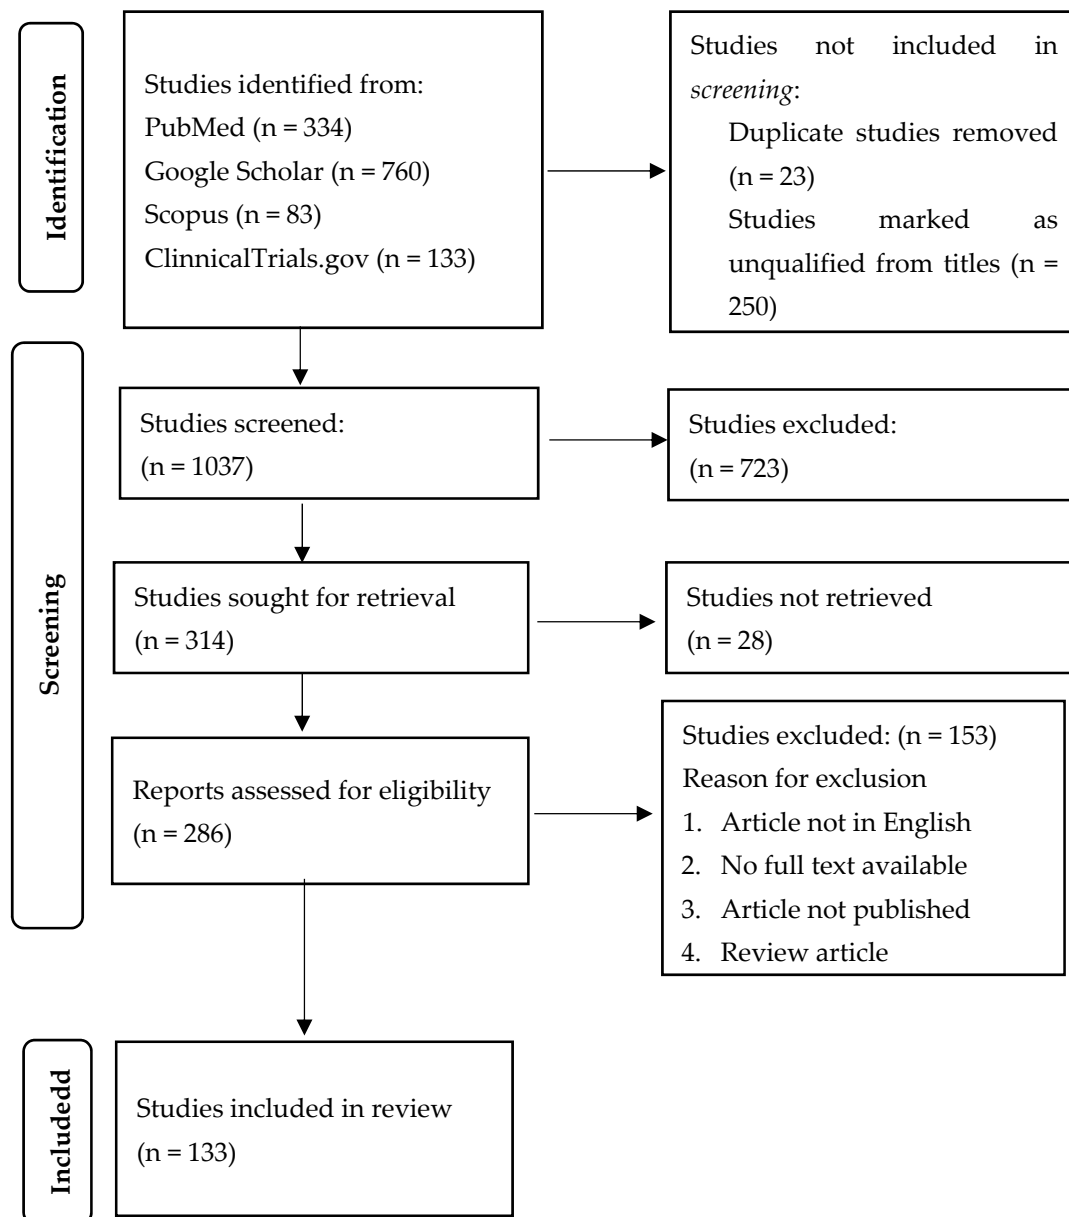 Identification
Studies identified from:
PubMed (n = 334)
Google Scholar (n = 760)
Scopus (n = 83)
ClinnicalTrials.gov (n = 133)
Studies not included in
screening:
Duplicate studies removed
(n = 23)
Studies marked as
unqualified from titles (n =
250)
Screening
Studies screened:
(n = 1037)
Studies excluded:
(n = 723)
Studies sought for retrieval
(n = 314)
Studies not retrieved
(n = 28)
Reports assessed for eligibility
(n = 286)
Studies excluded: (n = 153)
Reason for exclusion
1. Article not in English
2. No full text available
3. Article not published
4. Review article
Includedd
Studies included in review
(n = 133)